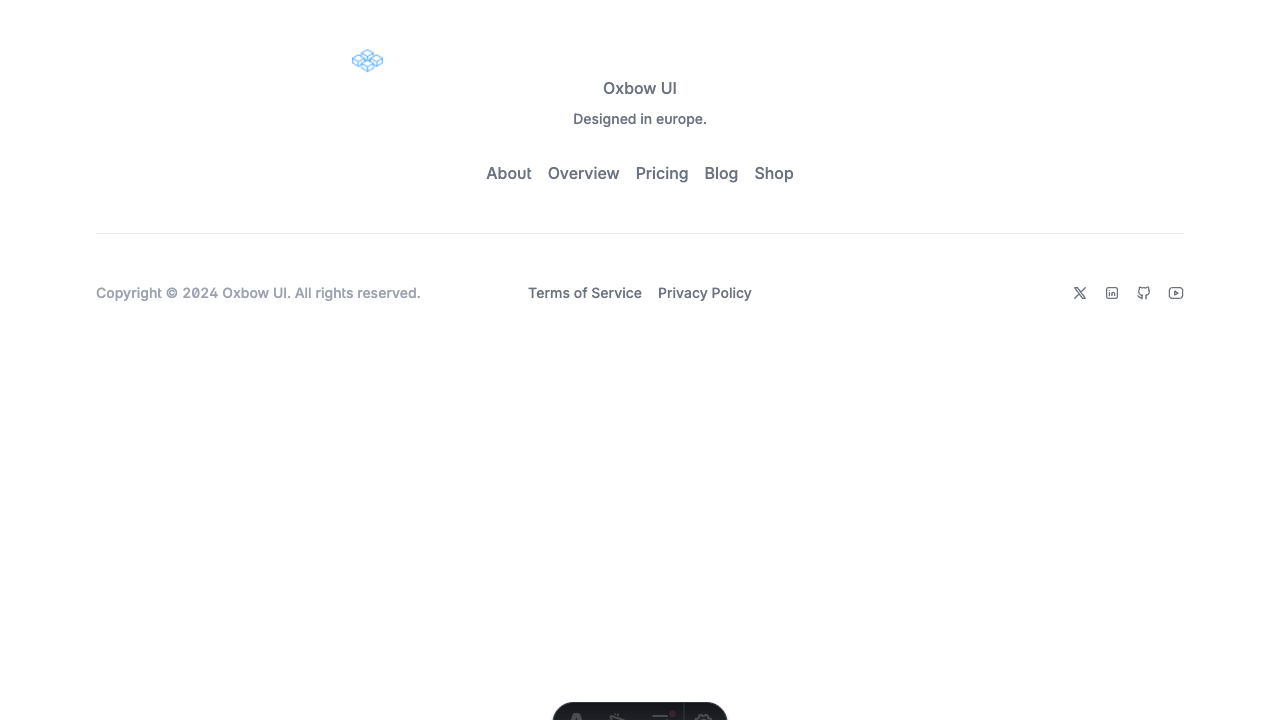 Oxbow UI
Designed in europe.
About Overview Pricing Blog Shop
Copyright © 2024 Oxbow UI. All rights reserved.
Terms of Service Privacy Policy